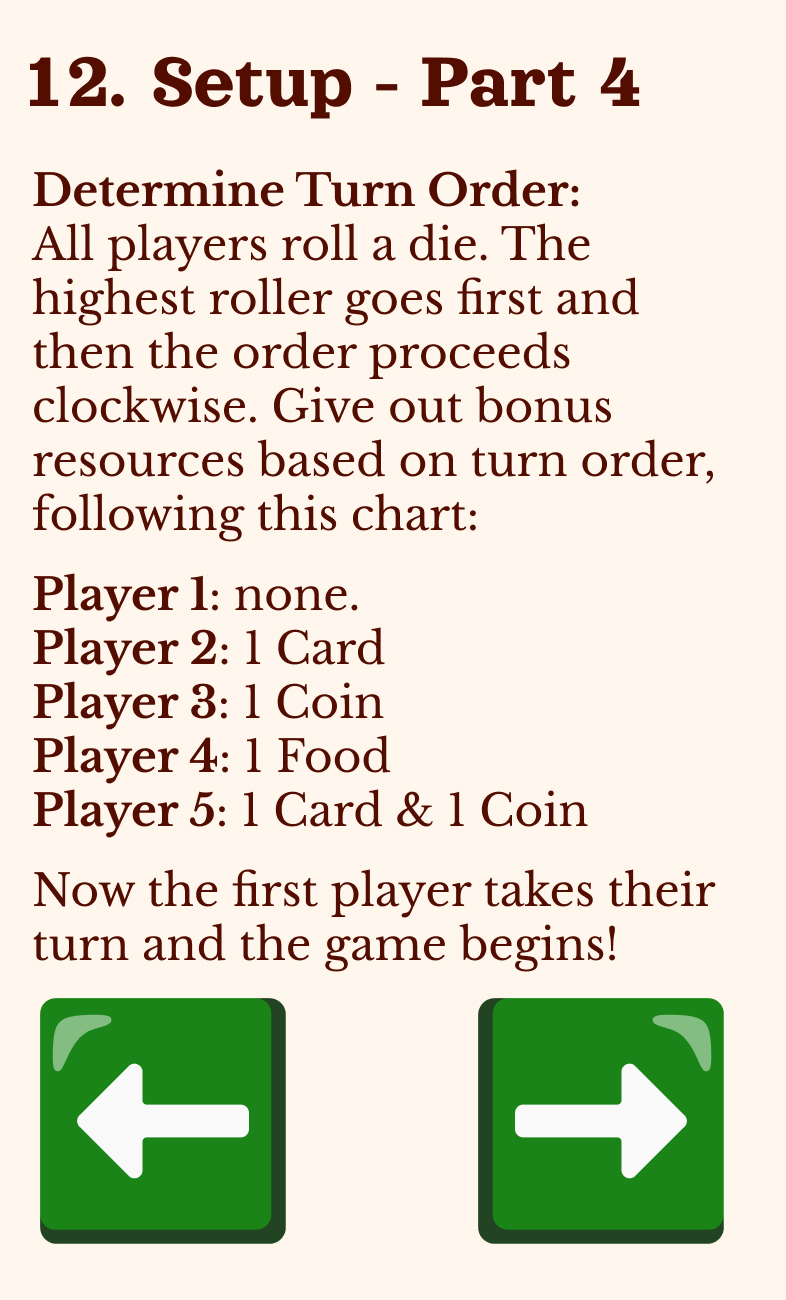 12. Setup - Part 4
Determine Turn Order:
All players roll a die. The
highest roller goes first and
then the order proceeds
clockwise. Give out bonus
resources based on turn order,
following this chart:
Player 1: none.
Player 2: 1 Card
Player 3: 1 Coin
Player 4: 1 Food
Player 5: 1 Card & 1 Coin
Now the first player takes their
turn and the game begins!